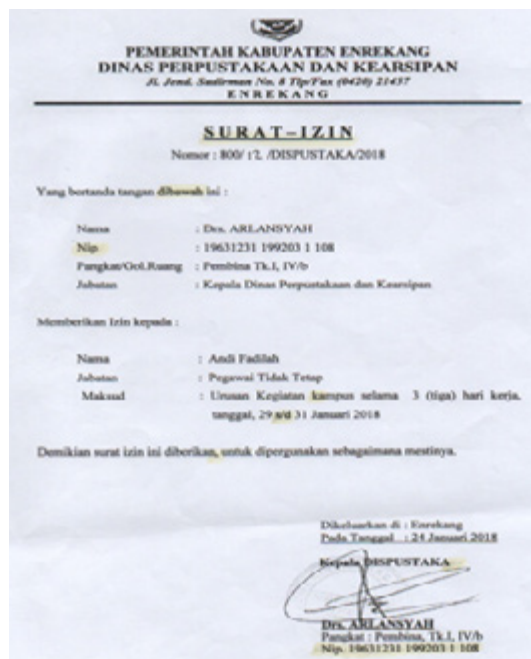 PEMERINTAH KABUPATEN ENREKANG
DINAS PERPUSTAKAAN DAN KEARSIPAN
Jl. Jend. Sudirman No. 8 Tlp/Fax (0420) 21437
ENREKANG
SURAT–IZIN
Nomor : 800/ 12 /DISPUSTAKA/2018
Yang bertanda tangan dibawah ini :
Nama : Drs. ARLANSYAH
Nip : 19631231 199203 1 108
Pangkat/Gol.Ruang : Pembina Tk.I, IV/b
Jabatan : Kepala Dinas Perpustakaan dan Kearsipan
Memberikan Izin kepada :
Nama : Andi Fadilah
Jabatan : Pegawai Tidak Tetap
Maksud : Urusan Kegiatan kampus selama 3 (tiga) hari kerja,
tanggal, 29 s/d 31 Januari 2018
Demikian surat izin ini diberikan, untuk dipergunakan sebagaimana mestinya.
Dikeluarkan di : Enrekang
Pada Tanggal : 24 Januari 2018
Kepala DISPUSTAKA
Drs. ARLANSYAH
Pangkat : Pembina, Tk.I, IV/b
Nip. 19631231 199203 1 108